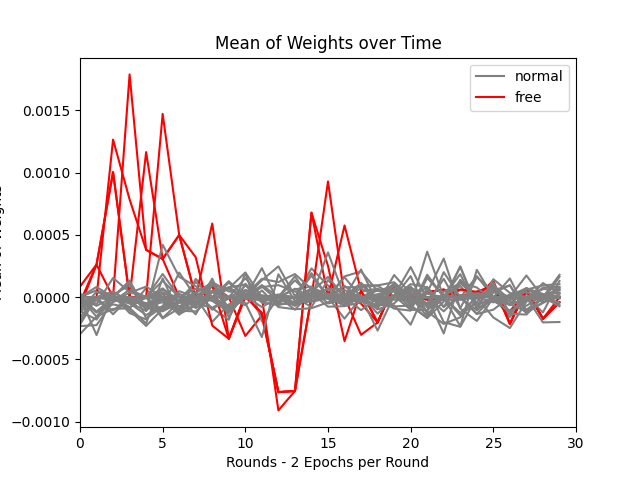 Mean of Weights over Time
normal
free
0.0015
0.0010
0.0005
0.0000
−0.0005
−0.0010
0 5 10 15 20 25 30
Rounds - 2 Epochs per Round